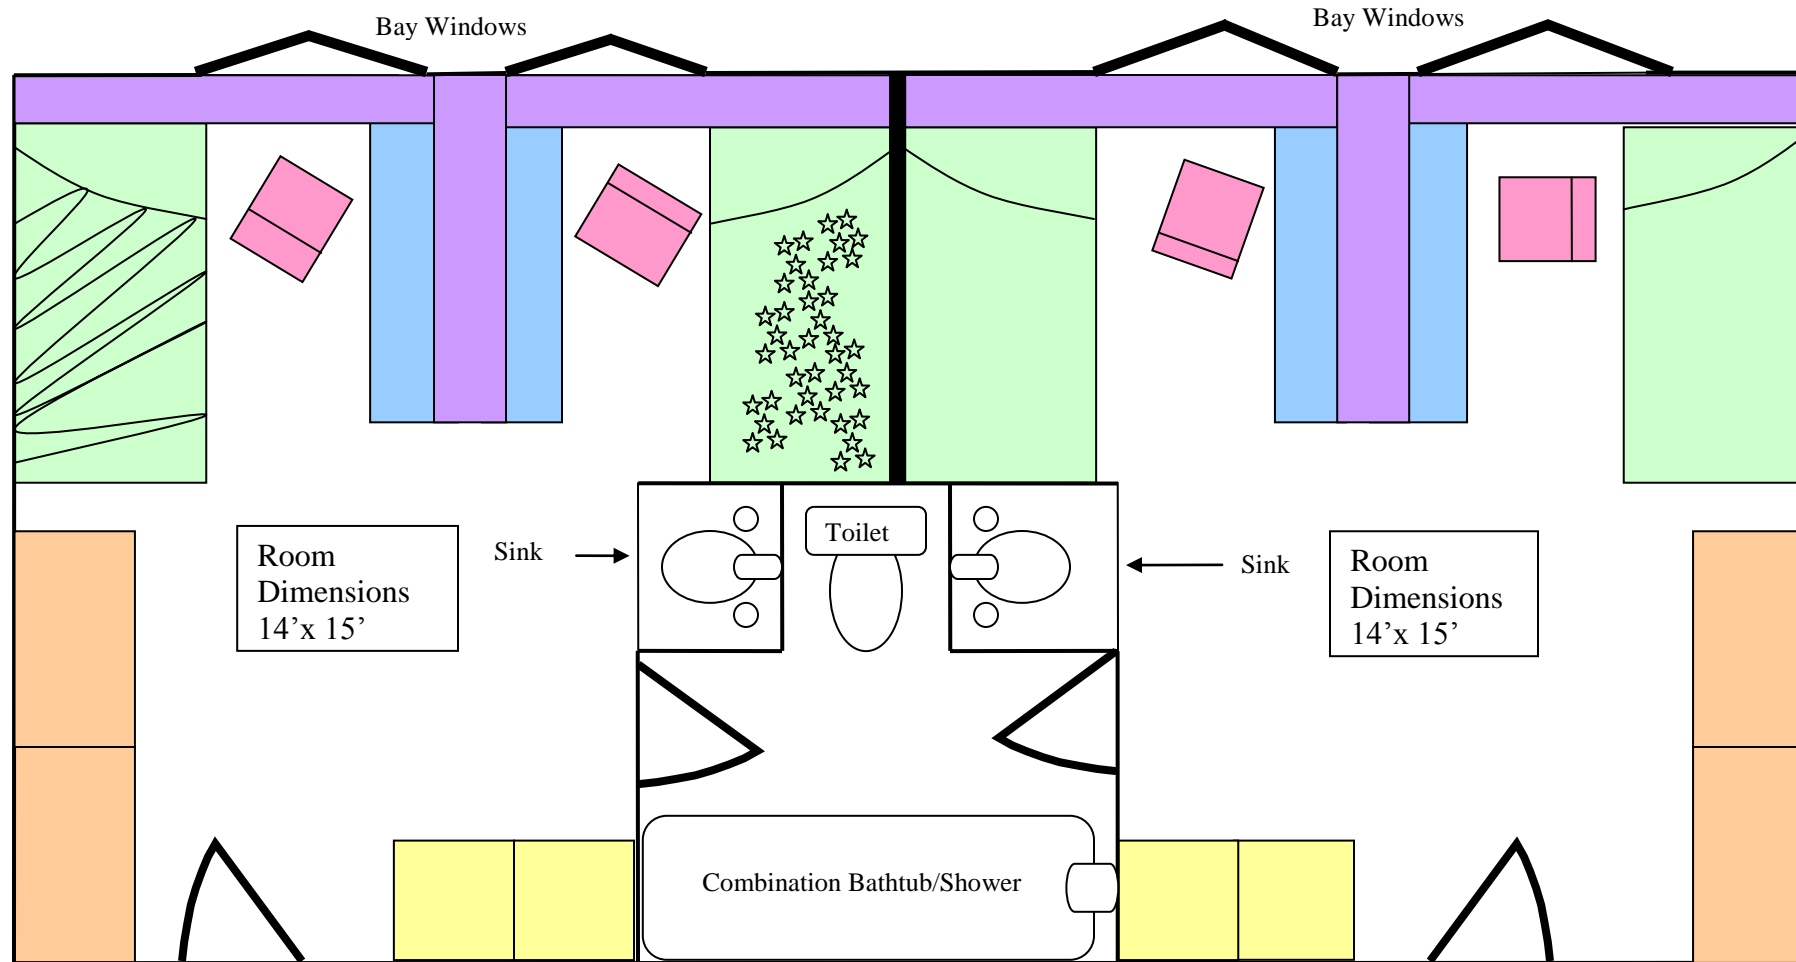 Bay Windows
Bay Windows
Toilet
Sink
Sink
Room
Dimensions
14’x 15’
Room
Dimensions
14’x 15’
Combination Bathtub/Shower